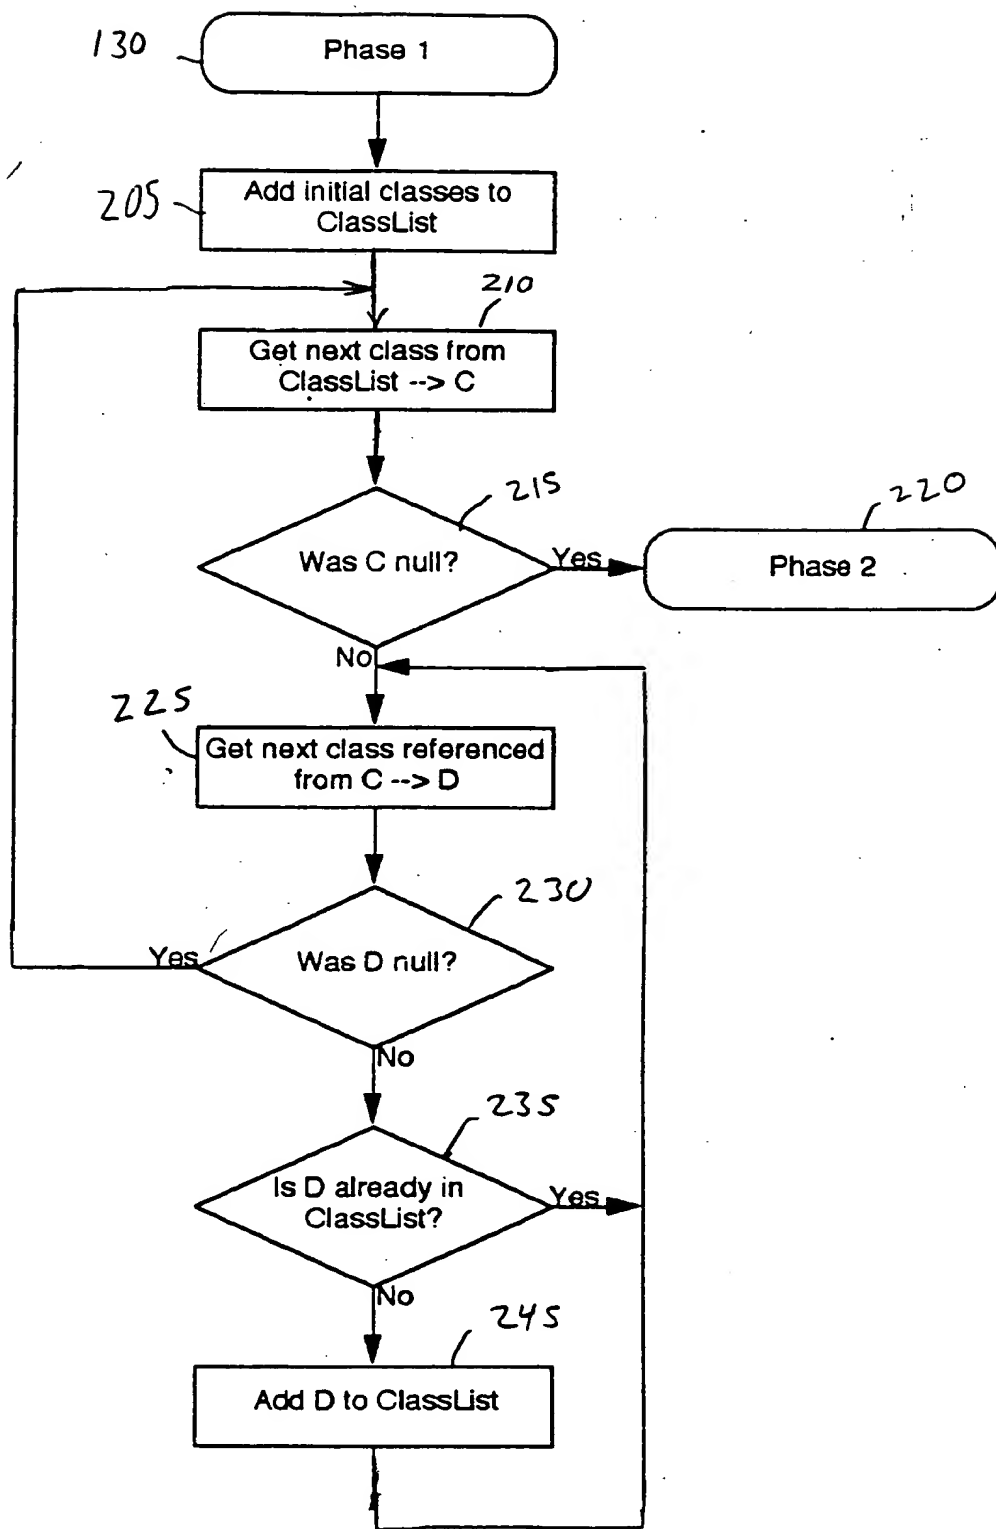 130
Phase 1
205
Add initial classes to
ClassList
210
Get next class from
ClassList --> C
215
Was C null?
Yes
220
Phase 2
No
225
Get next class referenced
from C --> D
230
Yes
Was D null?
No
235
Is D already in
ClassList?
Yes
No
245
Add D to ClassList